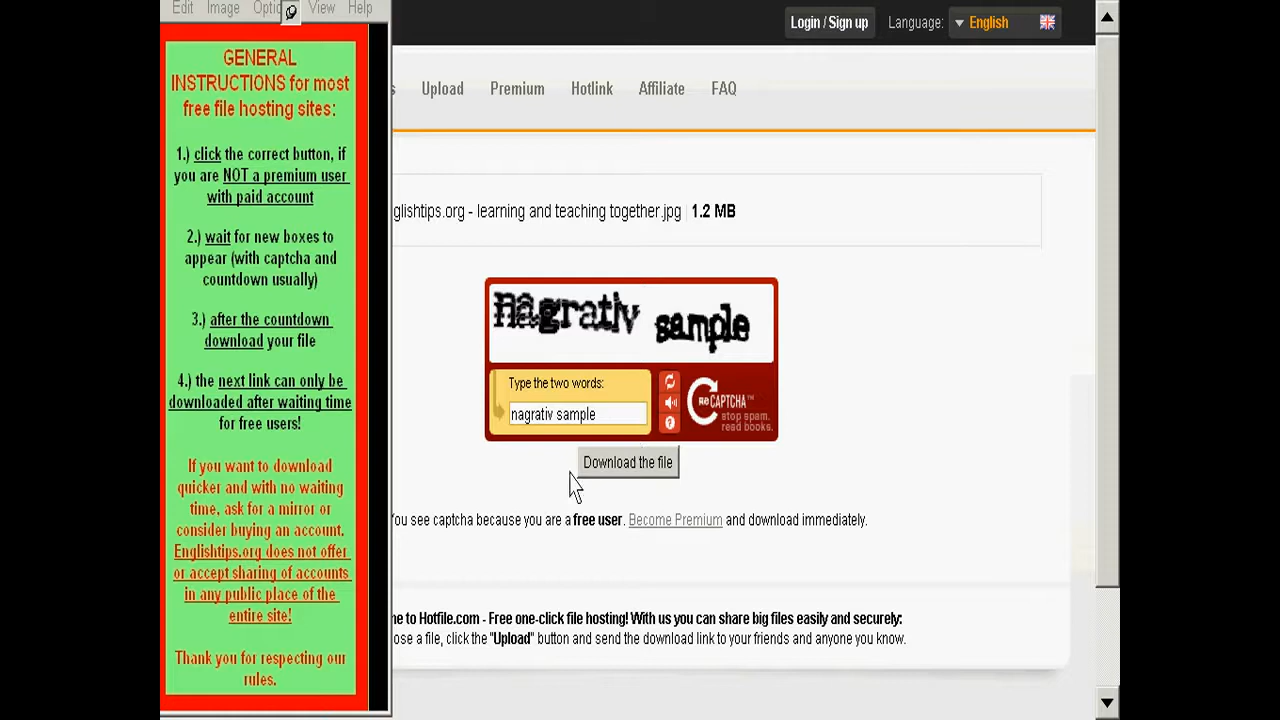 Edit Image View Help
GENERAL
INSTRUCTIONS for most
free file hosting sites:
1.) click the correct button, if
you are NOT a premium user
with paid account
2.) wait for new boxes to
appear (with captcha and
countdown usually)
3.) after the countdown
download your file
4.) the next link can only be
downloaded after waiting time
for free users!
If you want to download
quicker and with no waiting
time, ask for a mirror or
consider buying an account.
Englishtips.org does not offer
or accept sharing of accounts
in any public place of the
entire site!
Thank you for respecting our
rules.
Login / Sign up Language: English
s Upload Premium Hotlink Affiliate FAQ
glishtips.org - learning and teaching together.jpg | 1.2 MB
nagrativ sample
Type the two words:
nagrativ sample
reCAPTCHA™
stop spam.
read books.
Download the file
You see captcha because you are a free user. Become Premium and download immediately.
me to Hotfile.com - Free one-click file hosting! With us you can share big files easily and securely:
ose a file, click the "Upload" button and send the download link to your friends and anyone you know.